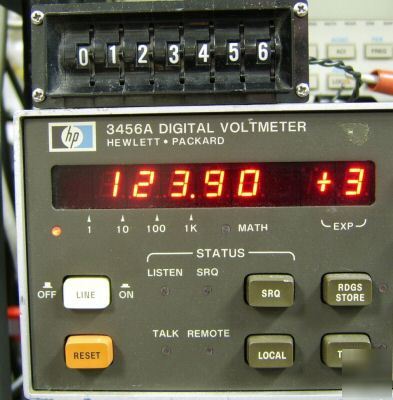 0 1 2 3 4 5 6
hp 3456A DIGITAL VOLTMETER
HEWLETT • PACKARD
123.90 +3
1 10 100 1K MATH EXP
STATUS
LISTEN SRQ
OFF LINE ON SRQ RDGS STORE
TALK REMOTE
RESET LOCAL